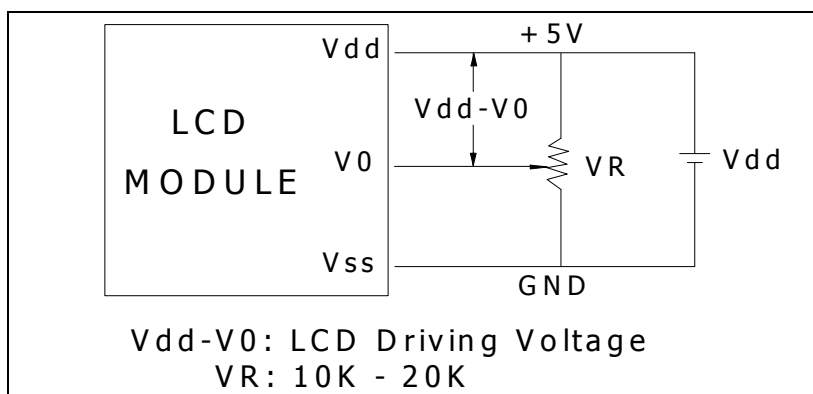 Vdd
+5V
Vdd-V0
LCD
MODULE
V0
VR
Vdd
Vss
GND
Vdd-V0: LCD Driving Voltage
VR: 10K - 20K